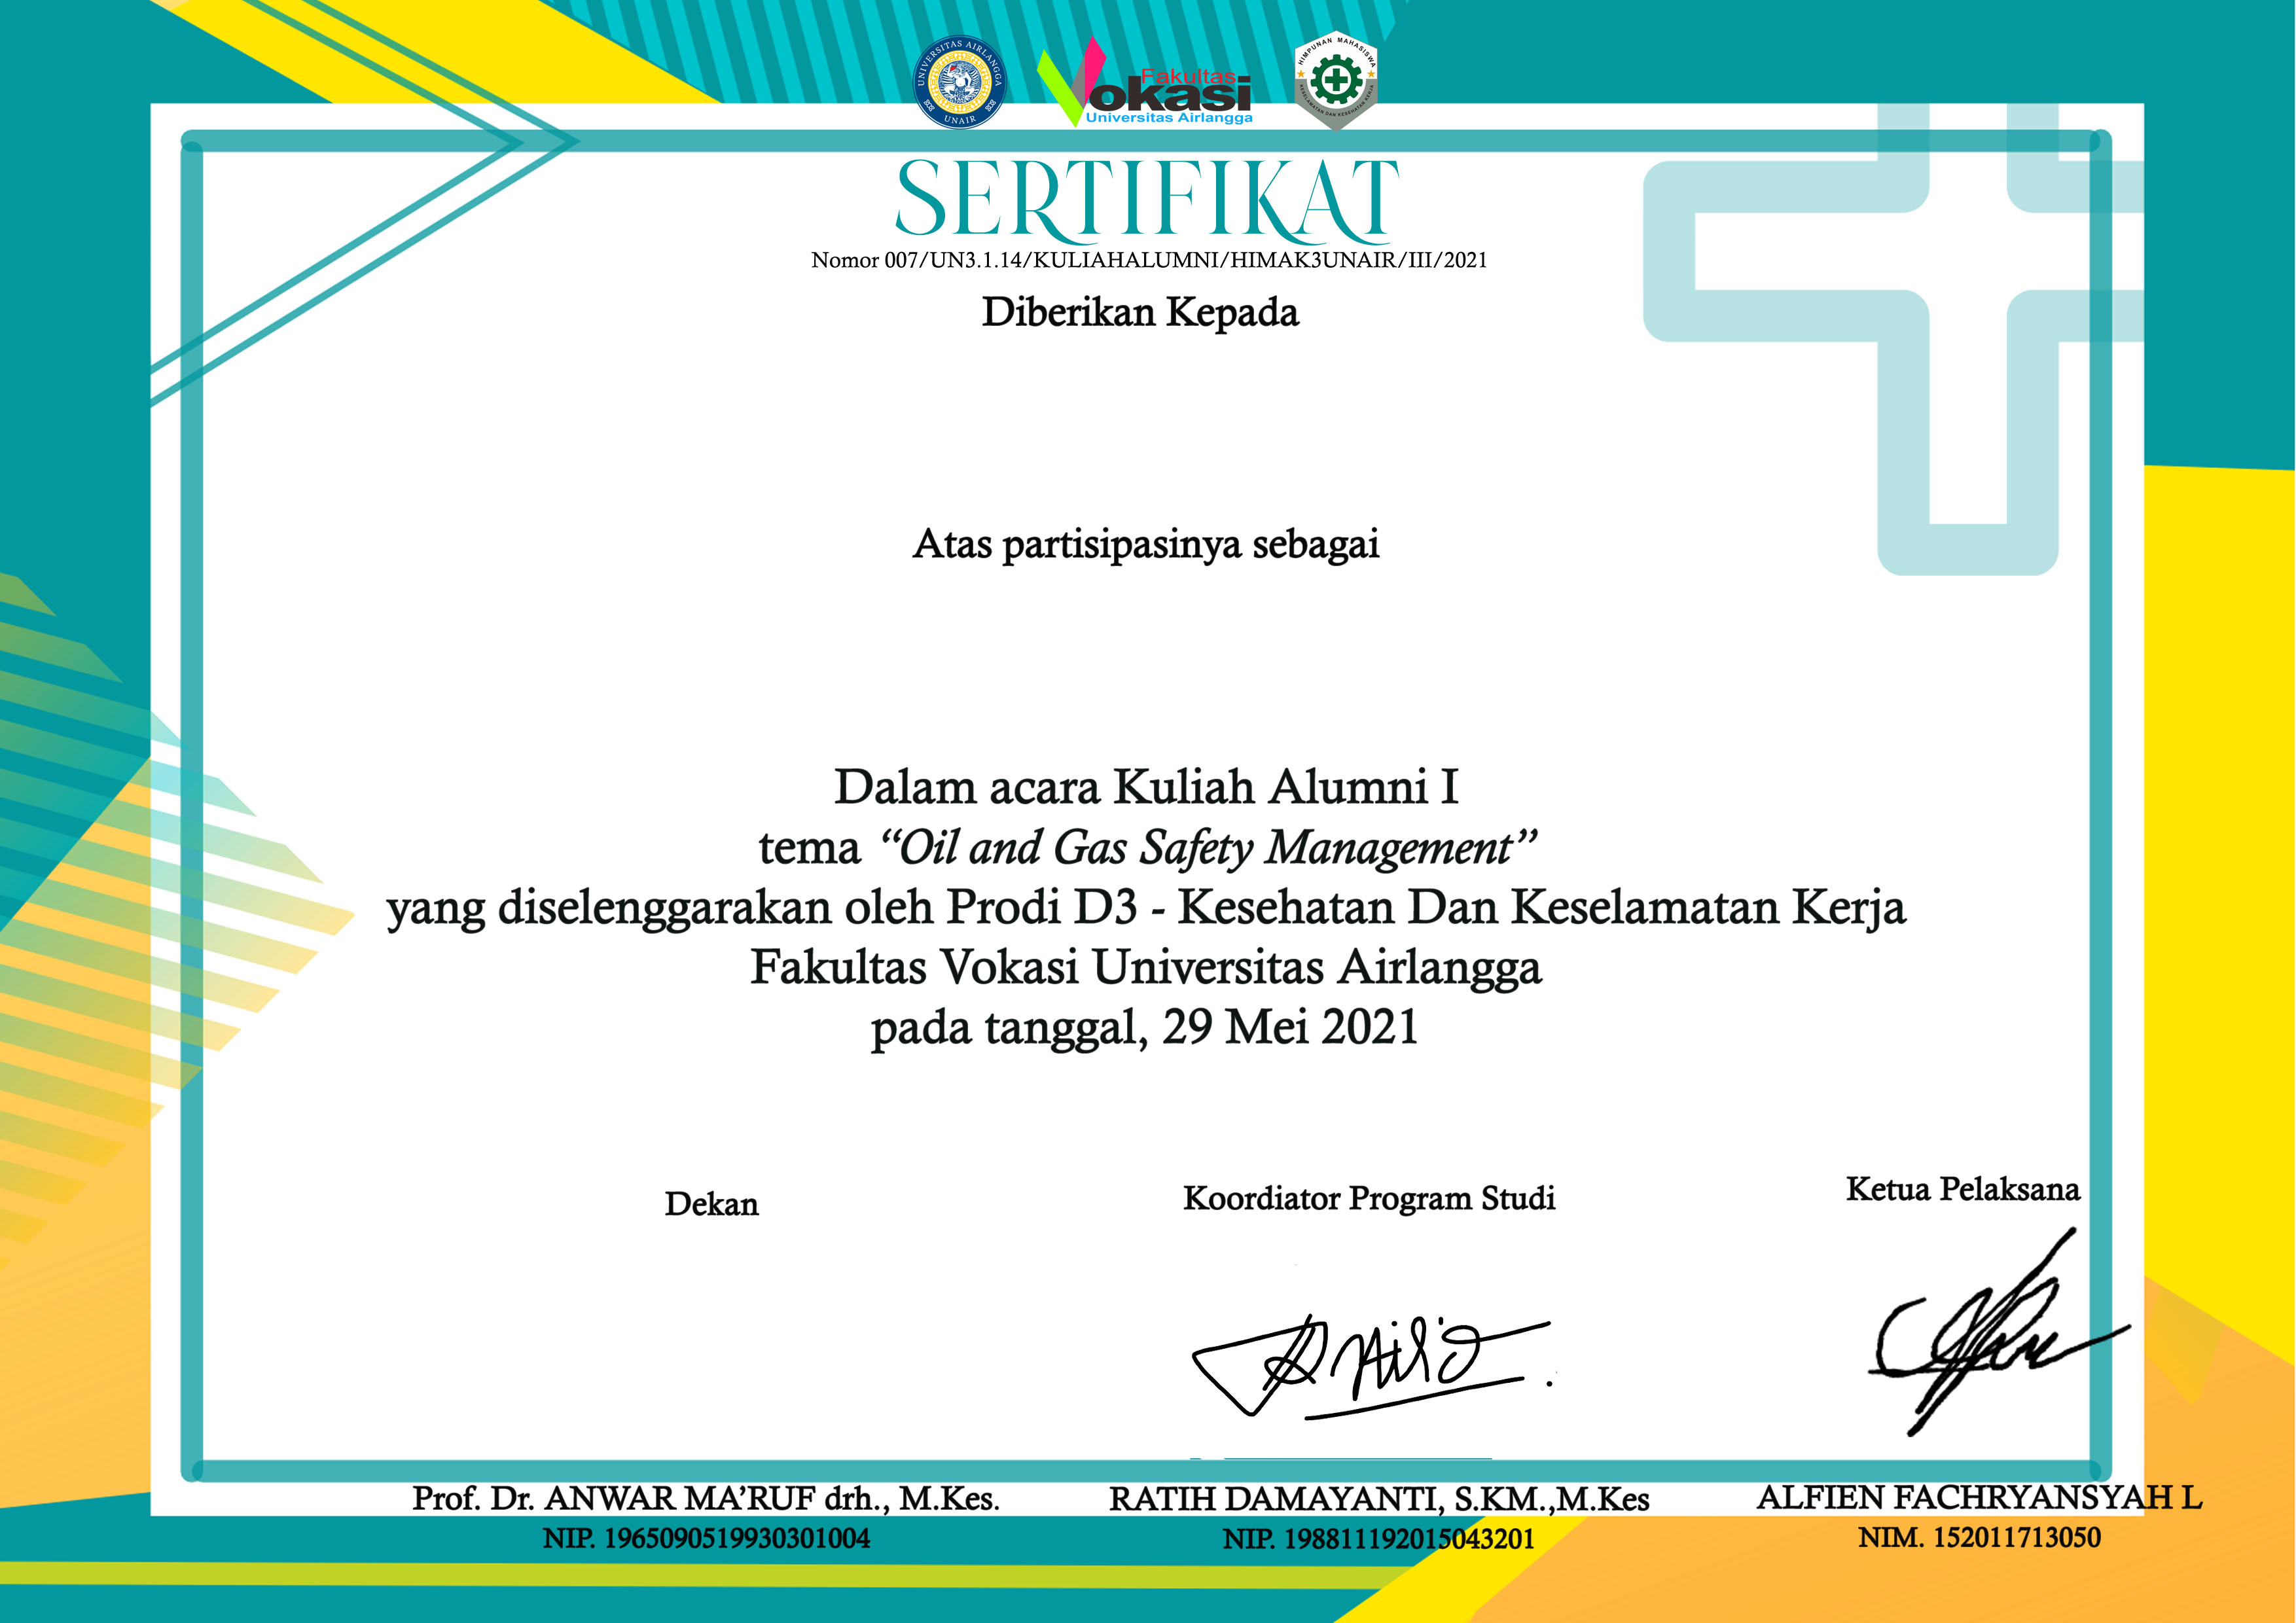 UNIVERSITAS AIRLANGGA
UNAIR
Fakultas
Vokasi
Universitas Airlangga
HIMPUNAN MAHASISWA
KESELAMATAN DAN KESEHATAN KERJA
SERTIFIKAT
Nomor 007/UN3.1.14/KULIAHALUMNI/HIMAK3UNAIR/III/2021
Diberikan Kepada
Atas partisipasinya sebagai
Dalam acara Kuliah Alumni I
tema “Oil and Gas Safety Management”
yang diselenggarakan oleh Prodi D3 - Kesehatan Dan Keselamatan Kerja
Fakultas Vokasi Universitas Airlangga
pada tanggal, 29 Mei 2021
Dekan
Koordiator Program Studi
Ketua Pelaksana
Prof. Dr. ANWAR MA’RUF drh., M.Kes.
NIP. 1965090519930301004
RATIH DAMAYANTI, S.KM.,M.Kes
NIP. 198811192015043201
ALFIEN FACHRYANSYAH L
NIM. 152011713050